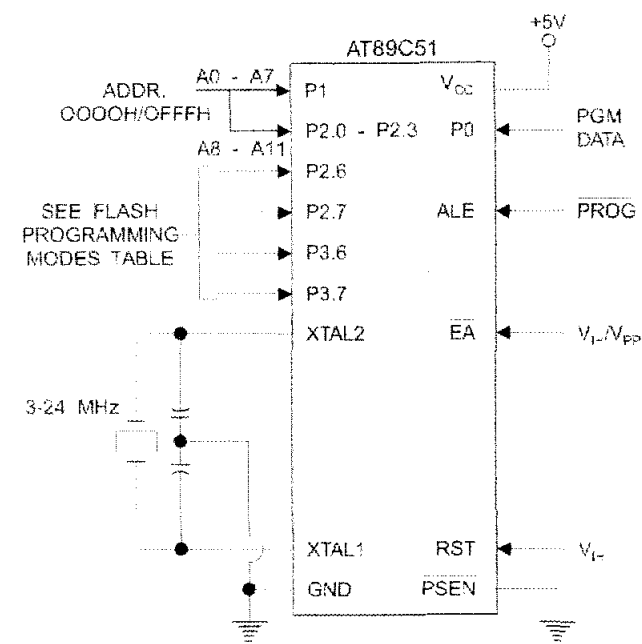 +5V
AT89C51
A0 - A7
ADDR.
OOOOH/OFFFH
P1
VCC
P2.0 - P2.3
P0
PGM
DATA
A8 - A11
P2.6
P2.7
ALE
PROG
SEE FLASH
PROGRAMMING
MODES TABLE
P3.6
P3.7
XTAL2
EA
VIH/VPP
3-24 MHz
XTAL1
RST
VIH
GND
PSEN